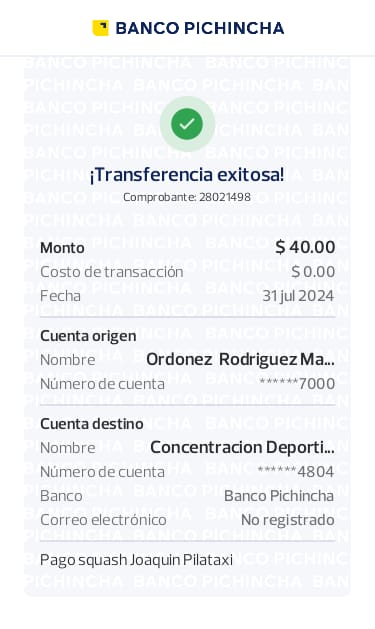 BANCO PICHINCHA
¡Transferencia exitosa!
Comprobante: 28021498
Monto $ 40.00
Costo de transacción $ 0.00
Fecha 31 jul 2024
Cuenta origen
Nombre Ordonez Rodriguez Ma...
Número de cuenta ******7000
Cuenta destino
Nombre Concentracion Deporti...
Número de cuenta ******4804
Banco Banco Pichincha
Correo electrónico No registrado
Pago squash Joaquin Pilataxi